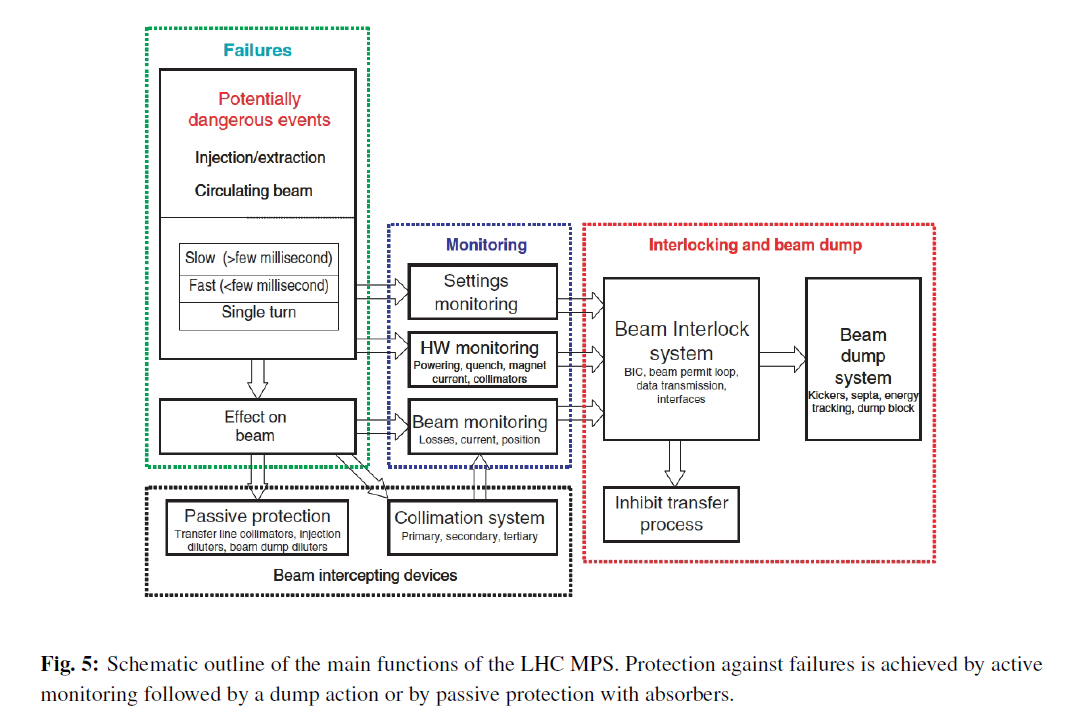 Failures
Potentially
dangerous events
Injection/extraction
Circulating beam
Slow (>few millisecond)
Fast (<few millisecond)
Single turn
Effect on
beam
Monitoring
Settings
monitoring
HW monitoring
Powering, quench, magnet
current, collimators
Beam monitoring
Losses, current, position
Interlocking and beam dump
Beam Interlock
system
BIC, beam permit loop,
data transmission,
interfaces
Beam
dump
system
Kickers, septa, energy
tracking, dump block
Inhibit transfer
process
Passive protection
Transfer line collimators, injection
diluters, beam dump diluters
Collimation system
Primary, secondary, tertiary
Beam intercepting devices
Fig. 5: Schematic outline of the main functions of the LHC MPS. Protection against failures is achieved by active
monitoring followed by a dump action or by passive protection with absorbers.